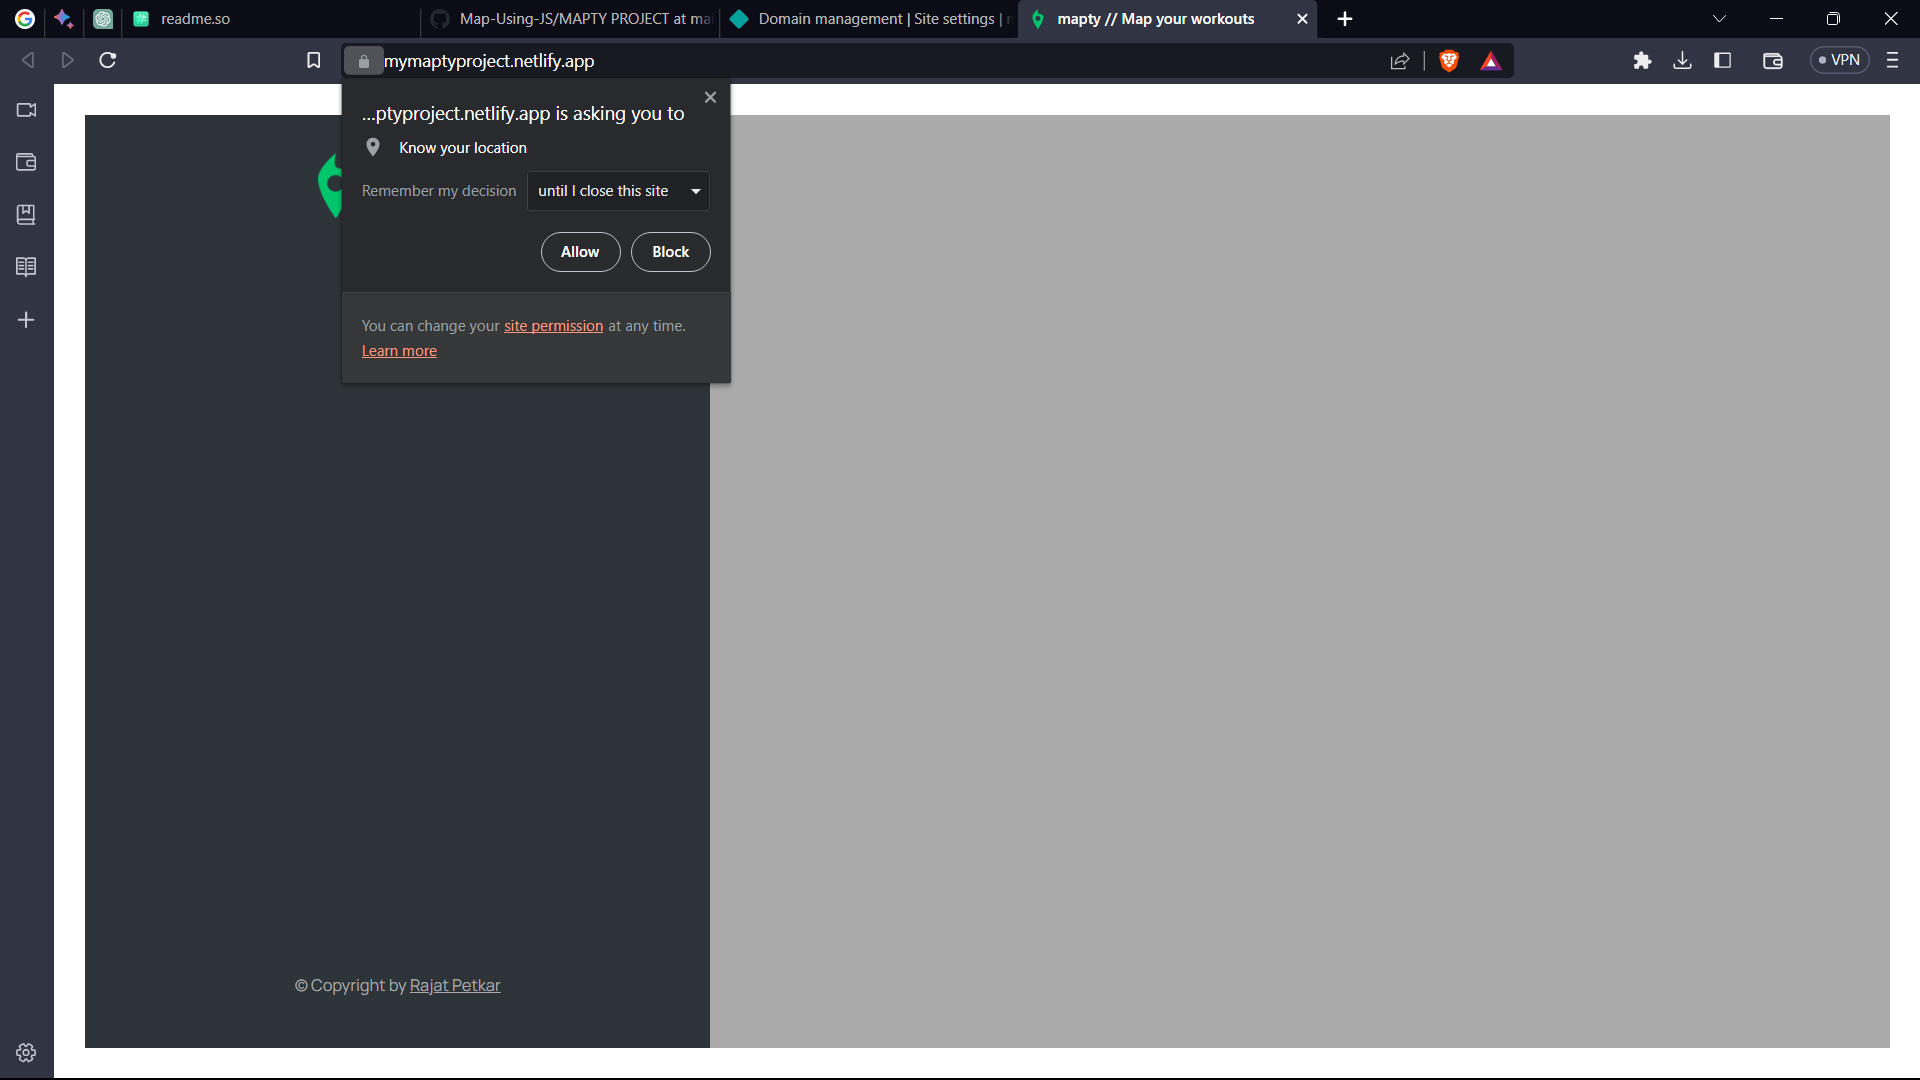 readme.so
Map-Using-JS/MAPTY PROJECT at ma
Domain management | Site settings |
mapty // Map your workouts
mymaptyproject.netlify.app
VPN
...ptyproject.netlify.app is asking you to
Know your location
Remember my decision
until I close this site
Allow
Block
You can change your site permission at any time.
Learn more
© Copyright by Rajat Petkar